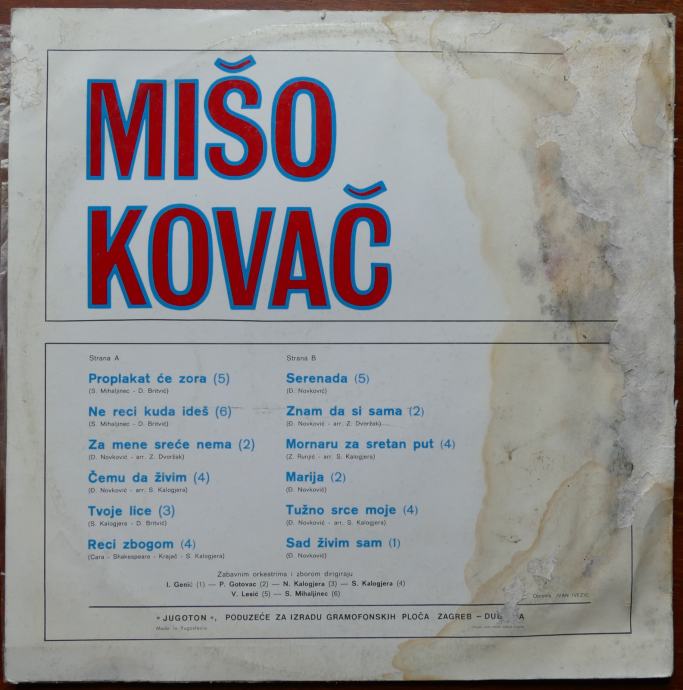 MIŠO
KOVAČ
Strana A
Proplakat će zora (5)
(S. Mihaljinec - D. Britvić)
Ne reci kuda ideš (6)
(S. Mihaljinec - D. Britvić)
Za mene sreće nema (2)
(Đ. Novković - arr. Z. Dvoržak)
Čemu da živim (4)
(Đ. Novković - arr. S. Kalogjera)
Tvoje lice (3)
(S. Kalogjera - D. Britvić)
Reci zbogom (4)
(Cara - Shakespeare - Krajač - S. Kalogjera)
Strana B
Serenada (5)
(Đ. Novković)
Znam da si sama (2)
(Đ. Novković - arr. Z. Dvoržak)
Mornaru za sretan put (4)
(Z. Runjić - arr. S. Kalogjera)
Marija (2)
(Đ. Novković)
Tužno srce moje (4)
(Đ. Novković - arr. S. Kalogjera)
Sad živim sam (1)
(Đ. Novković)
Zabavnim orkestrima i zborom dirigiraju
I. Genić (1) — P. Gotovac (2) — N. Kalogjera (3) — S. Kalogjera (4)
V. Lesić (5) — S. Mihaljinec (6)
Oprema IVAN IVEZIĆ
»JUGOTON«, PODUZEĆE ZA IZRADU GRAMOFONSKIH PLOČA ZAGREB –
Made in Yugoslavia